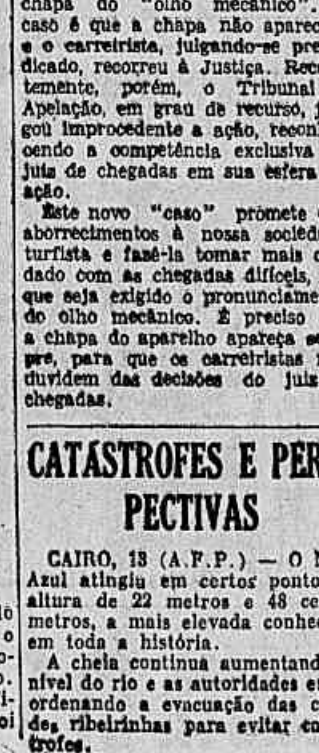 chapa do "olho mecânico".
caso é que a chapa não aparec
e o carreirista, julgando-se pre
dicado, recorreu à Justiça. Rece
temente, porém, o Tribunal
Apelação, em grau de recurso, j
gou improcedente a ação, reconh
cendo a competência exclusiva
juiz de chegadas em sua esfera
ação.
Este novo "caso" promete
aborrecimentos à nossa socied
turfista e fazê-la tomar mais c
dado com as chegadas difíceis,
que seja exigido o pronunciame
do olho mecânico. É preciso
a chapa do aparelho apareça se
pre, para que os carreiristas
duvidem das decisões do juiz
chegadas.
CATÁSTROFES E PER
PECTIVAS
CAIRO, 13 (A.F.P.) — O N
Azul atingiu em certos ponto
altura de 22 metros e 48 ce
metros, a mais elevada conhec
em toda a história.
A cheia continua aumentand
nível do rio e as autoridades e
ordenando a evacuação das c
des ribeirinhas para evitar ca
trofes.